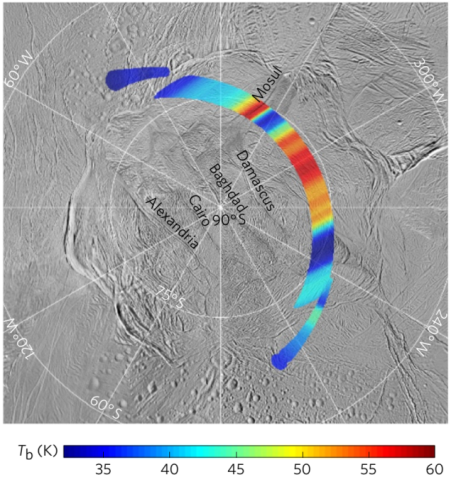 60°W
300°W
Mosul
Damascus
Baghdad
Cairo
90°S
Alexandria
75°S
120°W
240°W
60°S
Tb (K)
35 40 45 50 55 60